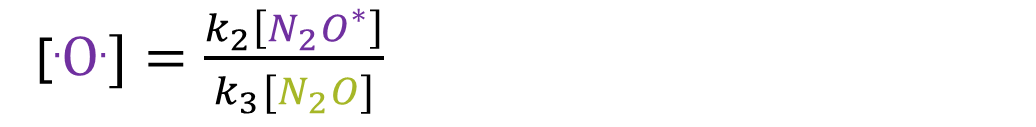 [·O·] = k₂[N₂O*]
k₃[N₂O]